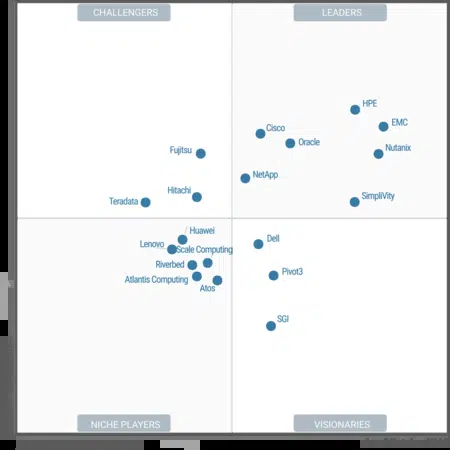 CHALLENGERS
LEADERS
HPE
EMC
Cisco
Oracle
Nutanix
Fujitsu
NetApp
Hitachi
Teradata
SimpliVity
Huawei
Lenovo
Scale Computing
Riverbed
Atlantis Computing
Atos
Dell
Pivot3
SGI
NICHE PLAYERS
VISIONARIES